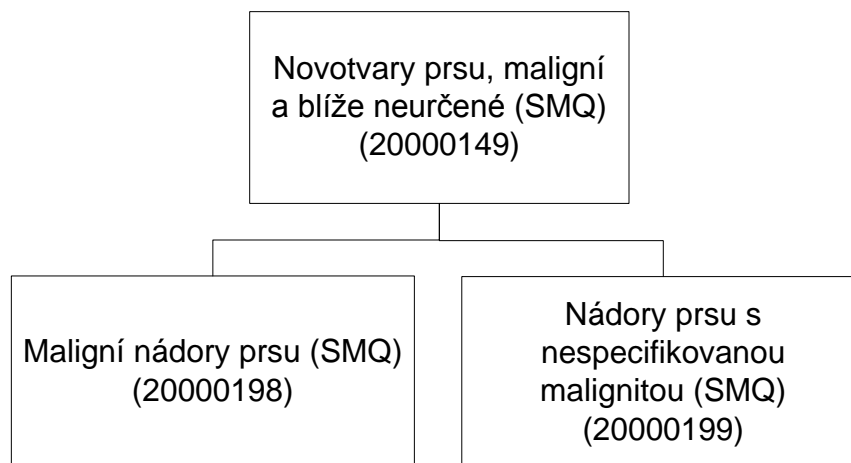 Novotvary prsu, maligní
a blíže neurčené (SMQ)
(20000149)
Maligní nádory prsu (SMQ)
(20000198)
Nádory prsu s
nespecifikovanou
malignitou (SMQ)
(20000199)